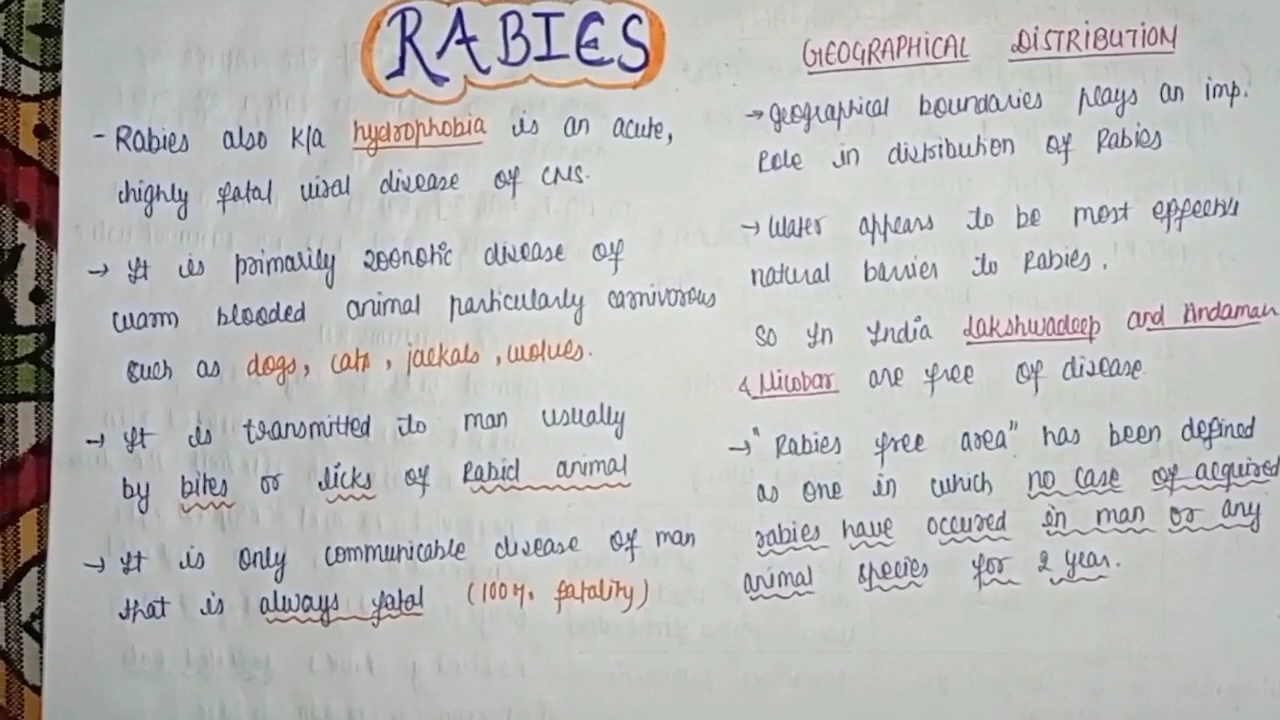 RABIES
- Rabies also K/a hydrophobia is an acute,
highly fatal viral disease of CNS.
→ It is primarily zoonotic disease of
warm blooded animal particularly carnivorous
such as dogs, cats, jackals, wolves.
→ It is transmitted to man usually
by bites or licks of Rabid animal
→ It is only communicable disease of man
that is always fatal (100% fatality)
GEOGRAPHICAL DISTRIBUTION
→ Geographical boundaries plays an imp.
Role in distribution of Rabies
→ Water appears to be most effective
natural barrier to Rabies.
So In India Lakshwadeep and Andaman
& Nicobar are free of disease
→ "Rabies free area" has been defined
as one in which no case of acquired
rabies have occured in man or any
animal species for 2 year.